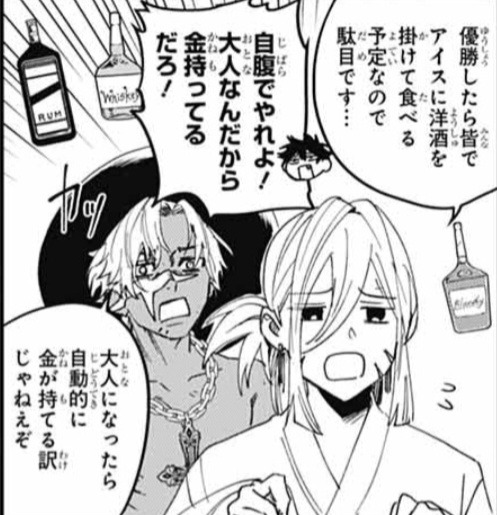 優勝したら皆で
アイスに洋酒を
掛けて食べる
予定なので
駄目です…
自腹でやれよ!
大人なんだから
金持ってる
だろ!
RUM
Whiskey
カッ
Bloody
大人になったら
自動的に
金が持てる訳
じゃねえぞ